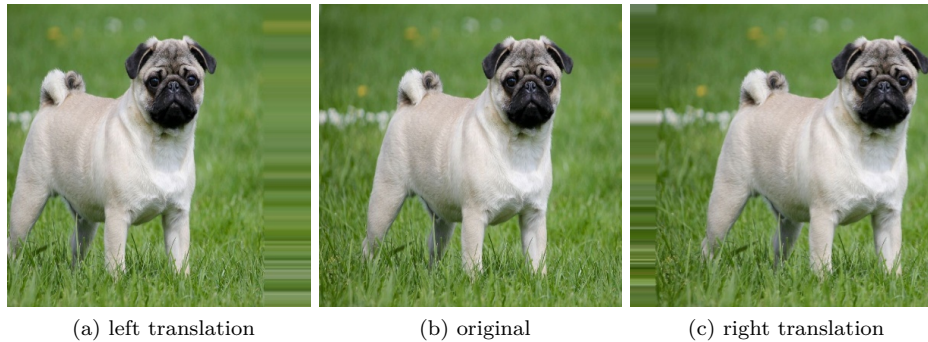 (a) left translation
(b) original
(c) right translation